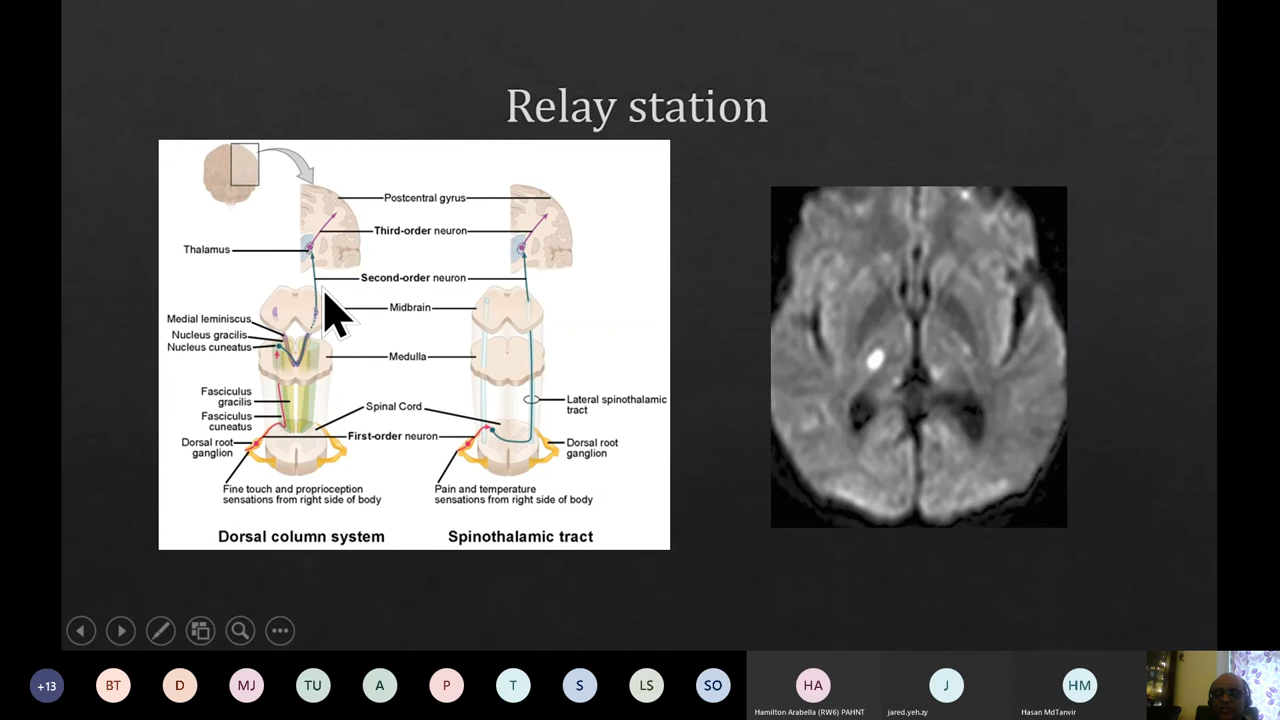 Relay station
Postcentral gyrus
Third-order neuron
Thalamus
Second-order neuron
Midbrain
Medial leminiscus
Nucleus gracilis
Nucleus cuneatus
Medulla
Fasciculus
gracilis
Fasciculus
cuneatus
Spinal Cord
Lateral spinothalamic
tract
First-order neuron
Dorsal root
ganglion
Dorsal root
ganglion
Fine touch and proprioception
sensations from right side of body
Pain and temperature
sensations from right side of body
Dorsal column system
Spinothalamic tract
+13
BT
D
MJ
TU
A
P
T
S
LS
SO
HA
J
HM
Hamilton Arabella (RW6) PAHNT
jared.yeh.zy
Hasan MdTanvir